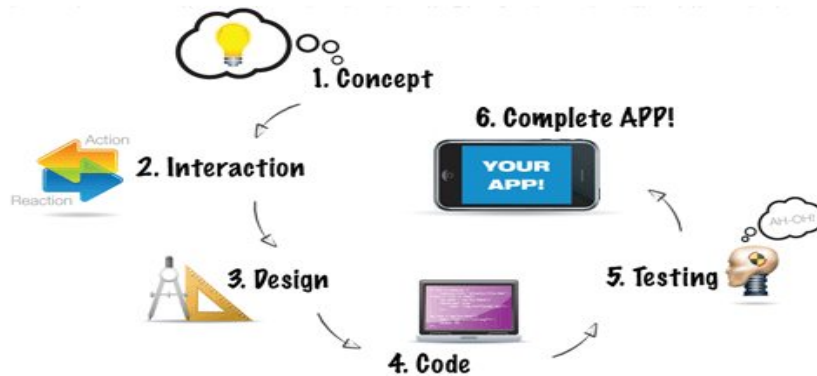 1. Concept
Action
2. Interaction
Reaction
3. Design
4. Code
5. Testing
AH-OH!
6. Complete APP!
YOUR
APP!